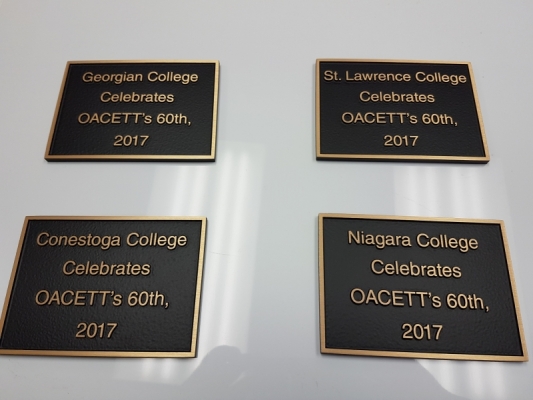 Georgian College
Celebrates
OACETT's 60th,
2017
St. Lawrence College
Celebrates
OACETT's 60th,
2017
Conestoga College
Celebrates
OACETT's 60th,
2017
Niagara College
Celebrates
OACETT's 60th,
2017